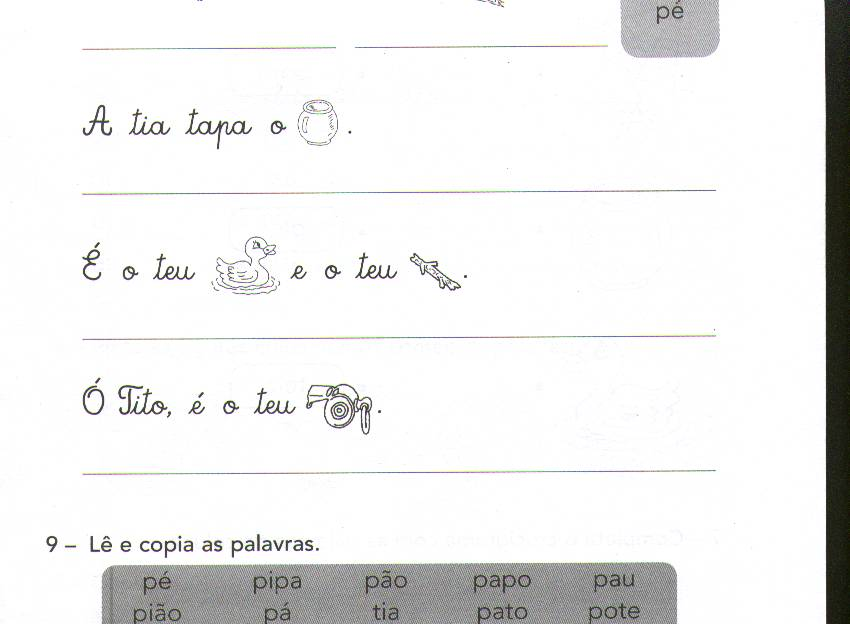 pé
A tia tapa o .
É o teu e o teu .
Ó Tito, é o teu .
9 – Lê e copia as palavras.
pé pipa pão papo pau
pião pá tia pato pote